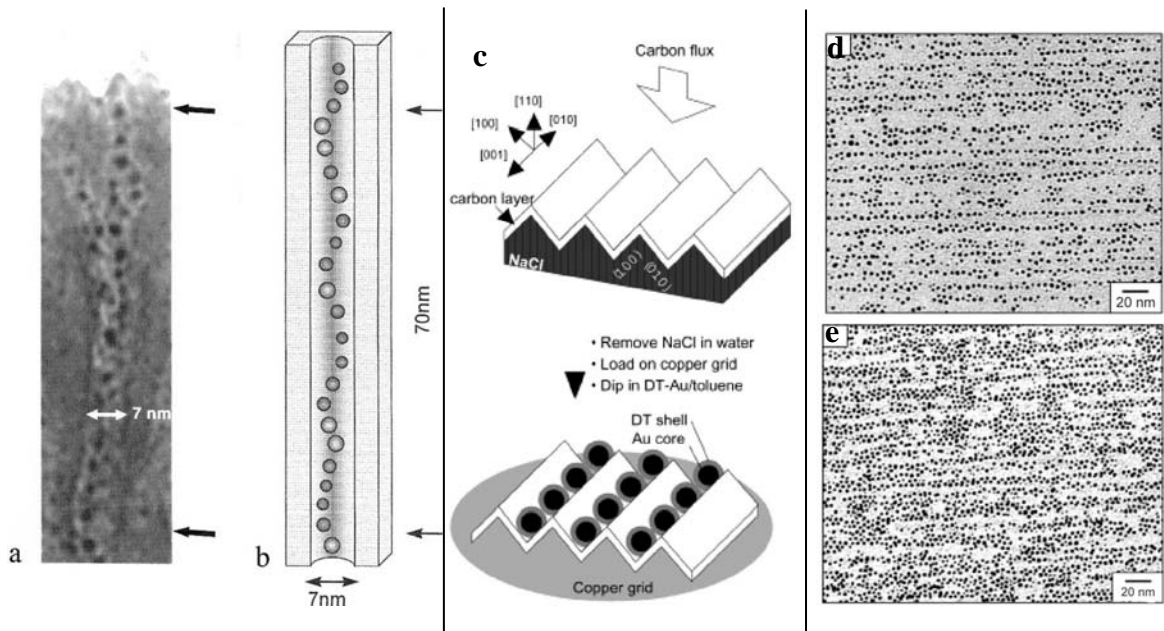 a
7 nm
b
7nm
70nm
c
Carbon flux
[110]
[100]
[010]
[001]
carbon layer
NaCl
(100)
(010)
• Remove NaCl in water
• Load on copper grid
• Dip in DT-Au/toluene
DT shell
Au core
Copper grid
d
20 nm
e
20 nm